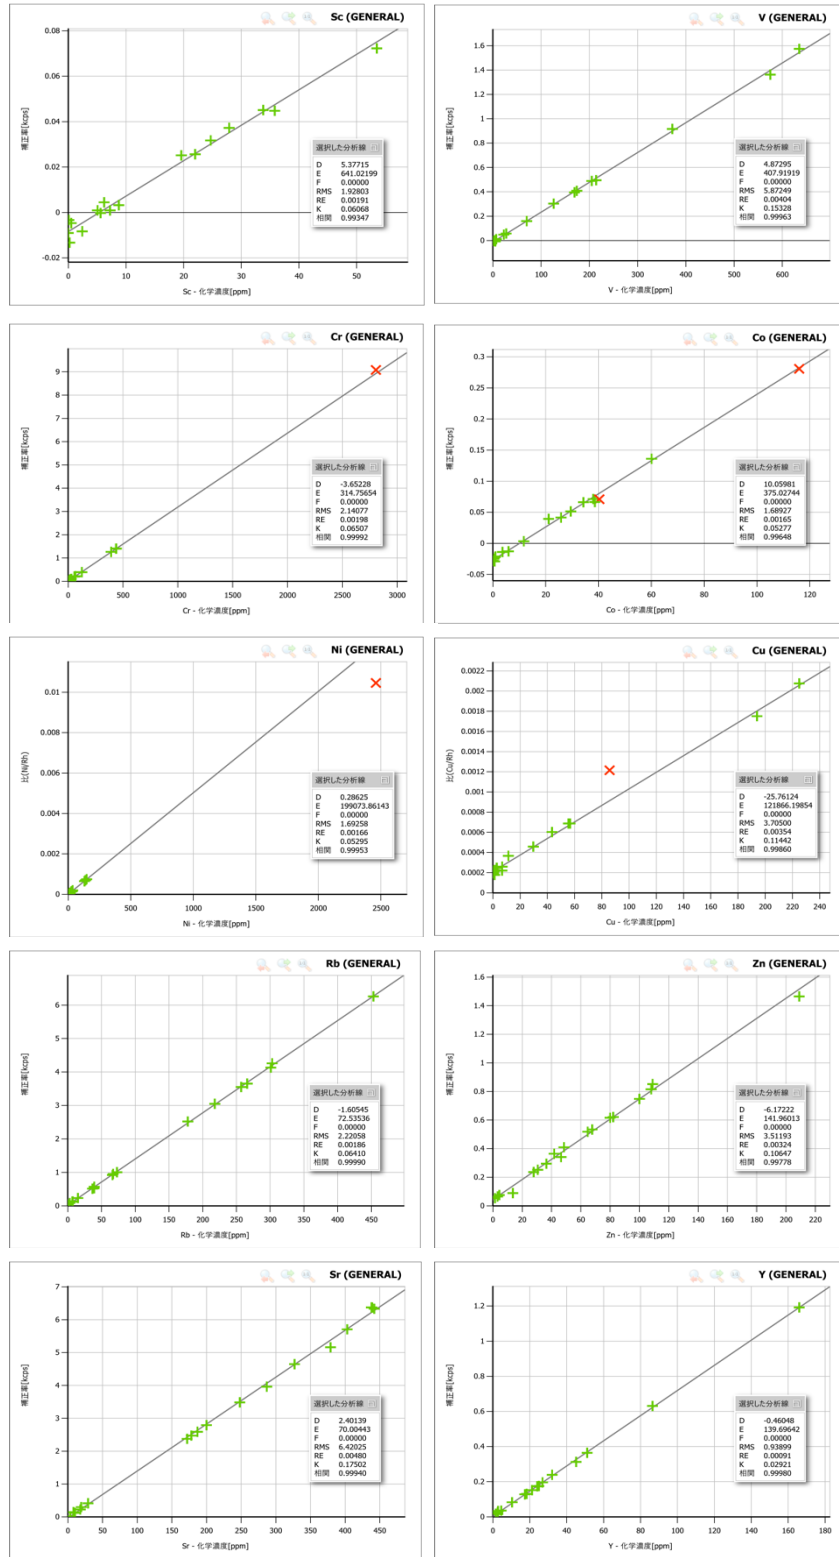 Sc (GENERAL)
0.08
0.06
0.04
0.02
0
-0.02
補正率[kcps]
0
10
20
30
40
50
Sc - 化学濃度[ppm]
選択した分析線
D 5.37715
E 641.02199
F 0.00000
RMS 1.92803
RE 0.00191
K 0.06068
相関 0.99347
V (GENERAL)
1.6
1.4
1.2
1
0.8
0.6
0.4
0.2
0
補正率[kcps]
0
100
200
300
400
500
600
V - 化学濃度[ppm]
選択した分析線
D 4.87295
E 407.91919
F 0.00000
RMS 5.87249
RE 0.00404
K 0.15328
相関 0.99963
Cr (GENERAL)
9
8
7
6
5
4
3
2
1
0
補正率[kcps]
0
500
1000
1500
2000
2500
3000
Cr - 化学濃度[ppm]
選択した分析線
D -3.65228
E 314.75654
F 0.00000
RMS 2.14077
RE 0.00198
K 0.06507
相関 0.99992
Co (GENERAL)
0.3
0.25
0.2
0.15
0.1
0.05
0
-0.05
補正率[kcps]
0
20
40
60
80
100
120
Co - 化学濃度[ppm]
選択した分析線
D 10.05981
E 375.02744
F 0.00000
RMS 1.68927
RE 0.00165
K 0.05277
相関 0.99648
Ni (GENERAL)
0.01
0.008
0.006
0.004
0.002
0
比(Ni/Rh)
0
500
1000
1500
2000
2500
Ni - 化学濃度[ppm]
選択した分析線
D 0.28625
E 199073.86143
F 0.00000
RMS 1.69258
RE 0.00166
K 0.05295
相関 0.99953
Cu (GENERAL)
0.0022
0.002
0.0018
0.0016
0.0014
0.0012
0.001
0.0008
0.0006
0.0004
0.0002
0
比(Cu/Rh)
0
20
40
60
80
100
120
140
160
180
200
220
240
Cu - 化学濃度[ppm]
選択した分析線
D -25.76124
E 121866.19854
F 0.00000
RMS 3.70500
RE 0.00354
K 0.11442
相関 0.99860
Rb (GENERAL)
6
5
4
3
2
1
0
補正率[kcps]
0
50
100
150
200
250
300
350
400
450
Rb - 化学濃度[ppm]
選択した分析線
D -1.60545
E 72.53536
F 0.00000
RMS 2.22058
RE 0.00186
K 0.06410
相関 0.99990
Zn (GENERAL)
1.6
1.4
1.2
1
0.8
0.6
0.4
0.2
0
補正率[kcps]
0
20
40
60
80
100
120
140
160
180
200
220
Zn - 化学濃度[ppm]
選択した分析線
D -6.17222
E 141.96013
F 0.00000
RMS 3.51193
RE 0.00324
K 0.10647
相関 0.99778
Sr (GENERAL)
7
6
5
4
3
2
1
0
補正率[kcps]
0
50
100
150
200
250
300
350
400
450
Sr - 化学濃度[ppm]
選択した分析線
D 2.40139
E 70.00443
F 0.00000
RMS 6.42025
RE 0.00480
K 0.17502
相関 0.99940
Y (GENERAL)
1.2
1
0.8
0.6
0.4
0.2
0
補正率[kcps]
0
20
40
60
80
100
120
140
160
180
Y - 化学濃度[ppm]
選択した分析線
D -0.46048
E 139.69642
F 0.00000
RMS 0.93899
RE 0.00091
K 0.02921
相関 0.99980